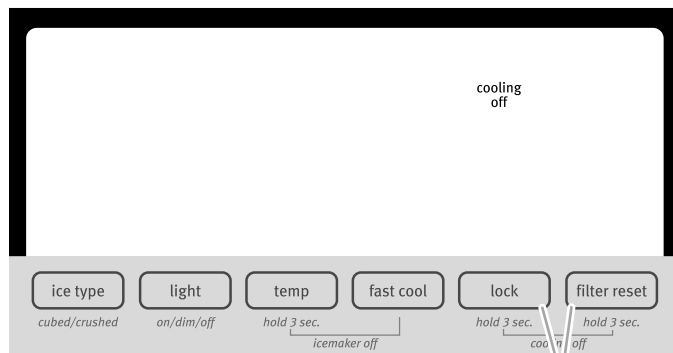 cooling
off
ice type
light
temp
fast cool
lock
filter reset
cubed/crushed
on/dim/off
hold 3 sec.
hold 3 sec.
hold 3 sec.
icemaker off
cooling off